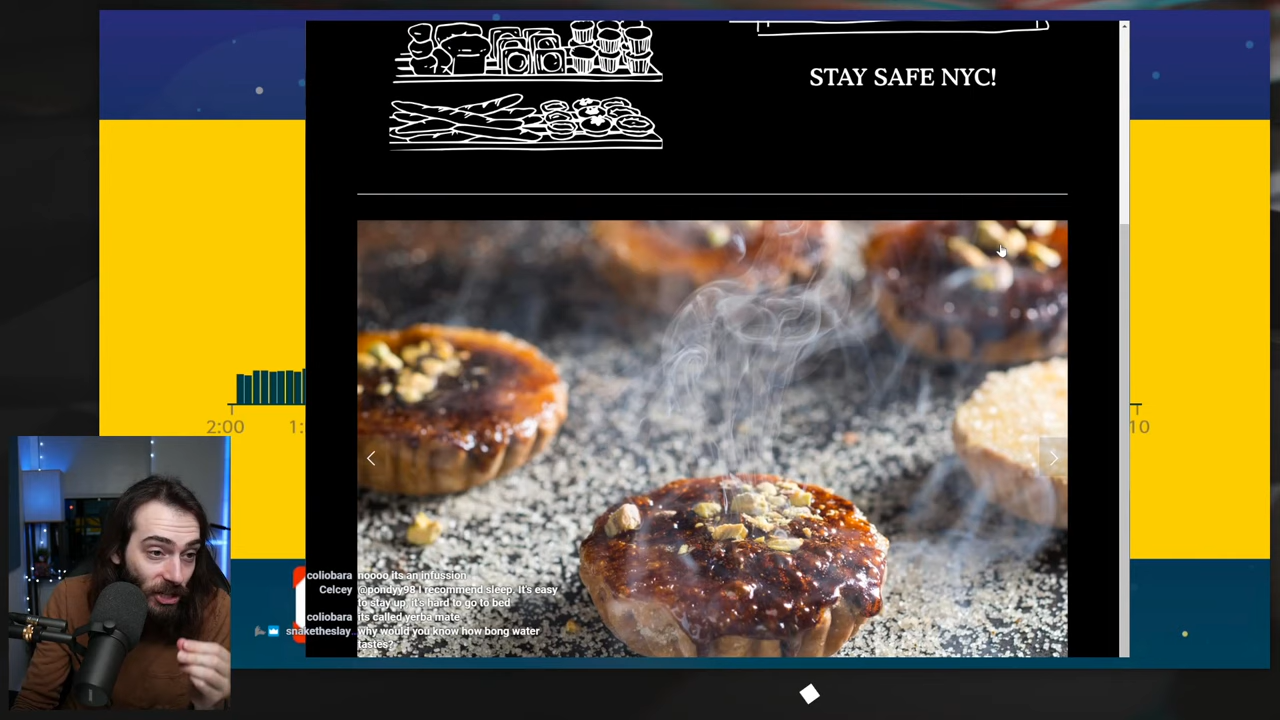 STAY SAFE NYC!
2:00
1:
10
coliobara noooo its an infussion
Celcey @pondyy98 I recommend sleep. It's easy
to stay up, it's hard to go to bed
coliobara its called yerba mate
snaketheslay why would you know how bong water
tastes?